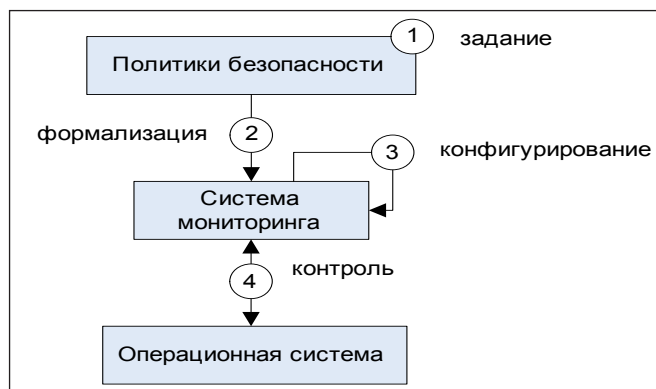 1 задание
Политики безопасности
формализация 2
3 конфигурирование
Система
мониторинга
4 контроль
Операционная система